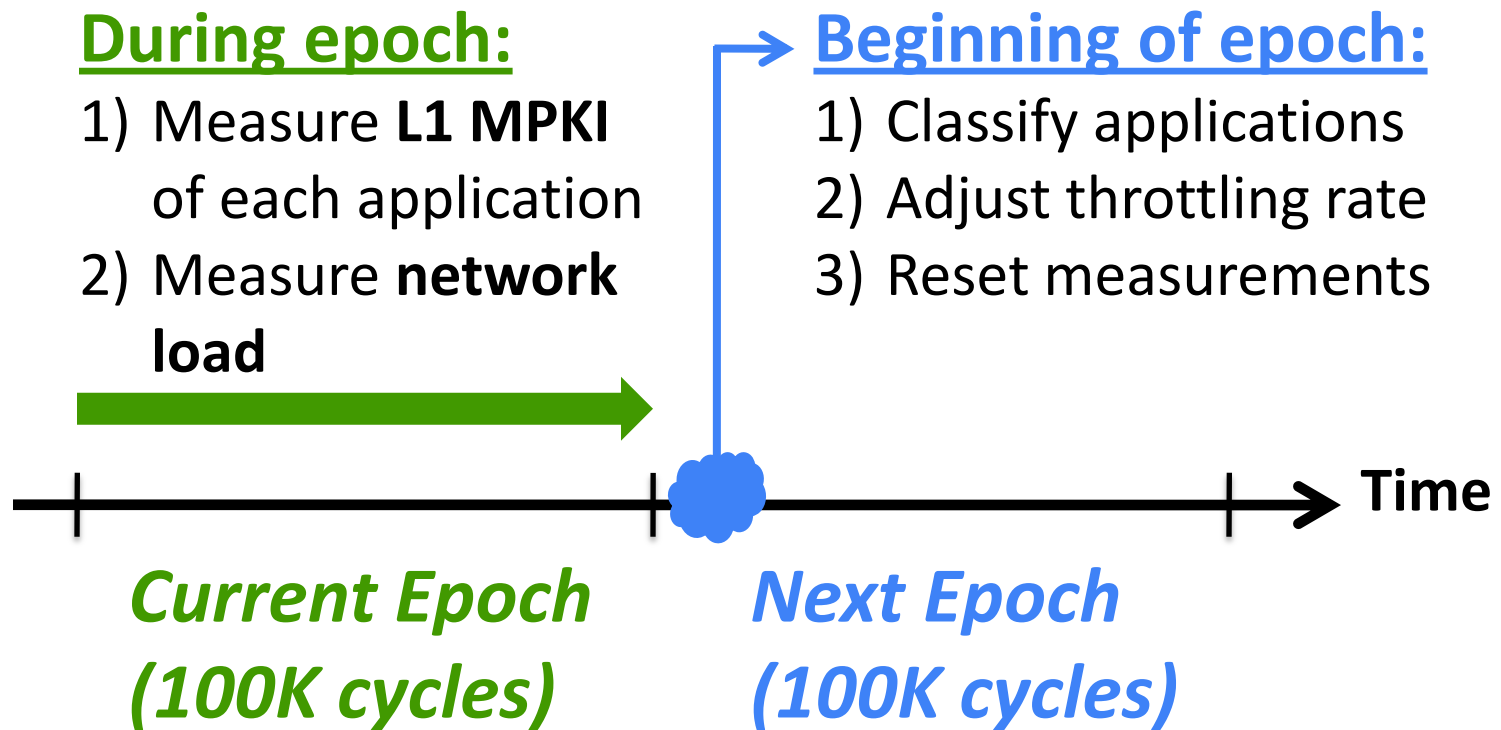 During epoch:
1) Measure L1 MPKI
of each application
2) Measure network
load
Beginning of epoch:
1) Classify applications
2) Adjust throttling rate
3) Reset measurements
Time
Current Epoch
(100K cycles)
Next Epoch
(100K cycles)